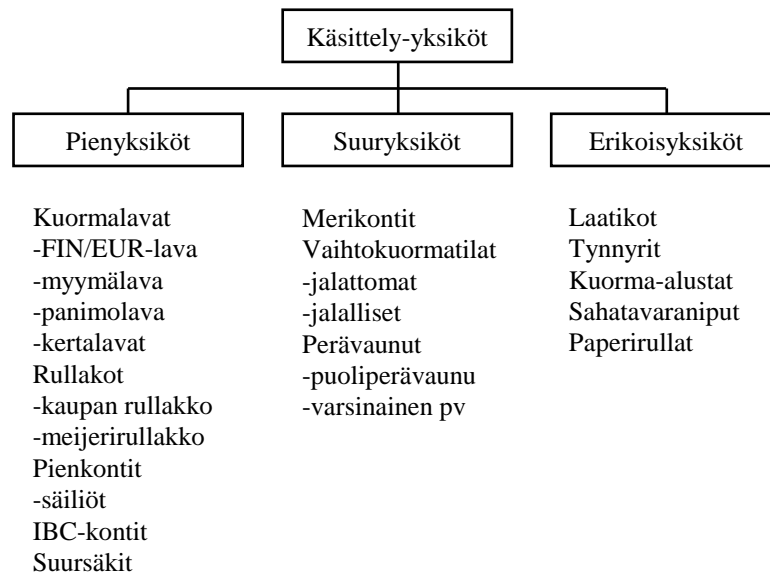 Käsittely-yksiköt
Pienyksiköt
Suuryksiköt
Erikoisyksiköt
Kuormalavat
-FIN/EUR-lava
-myymälava
-panimolava
-kertalavat
Rullakot
-kaupan rullakko
-meijerirullakko
Pienkontit
-säiliöt
IBC-kontit
Suursäkit
Merikontit
Vaihtokuormatilat
-jalattomat
-jalalliset
Perävaunut
-puoliperävaunu
-varsinainen pv
Laatikot
Tynnyrit
Kuorma-alustat
Sahatavaraniput
Paperirullat